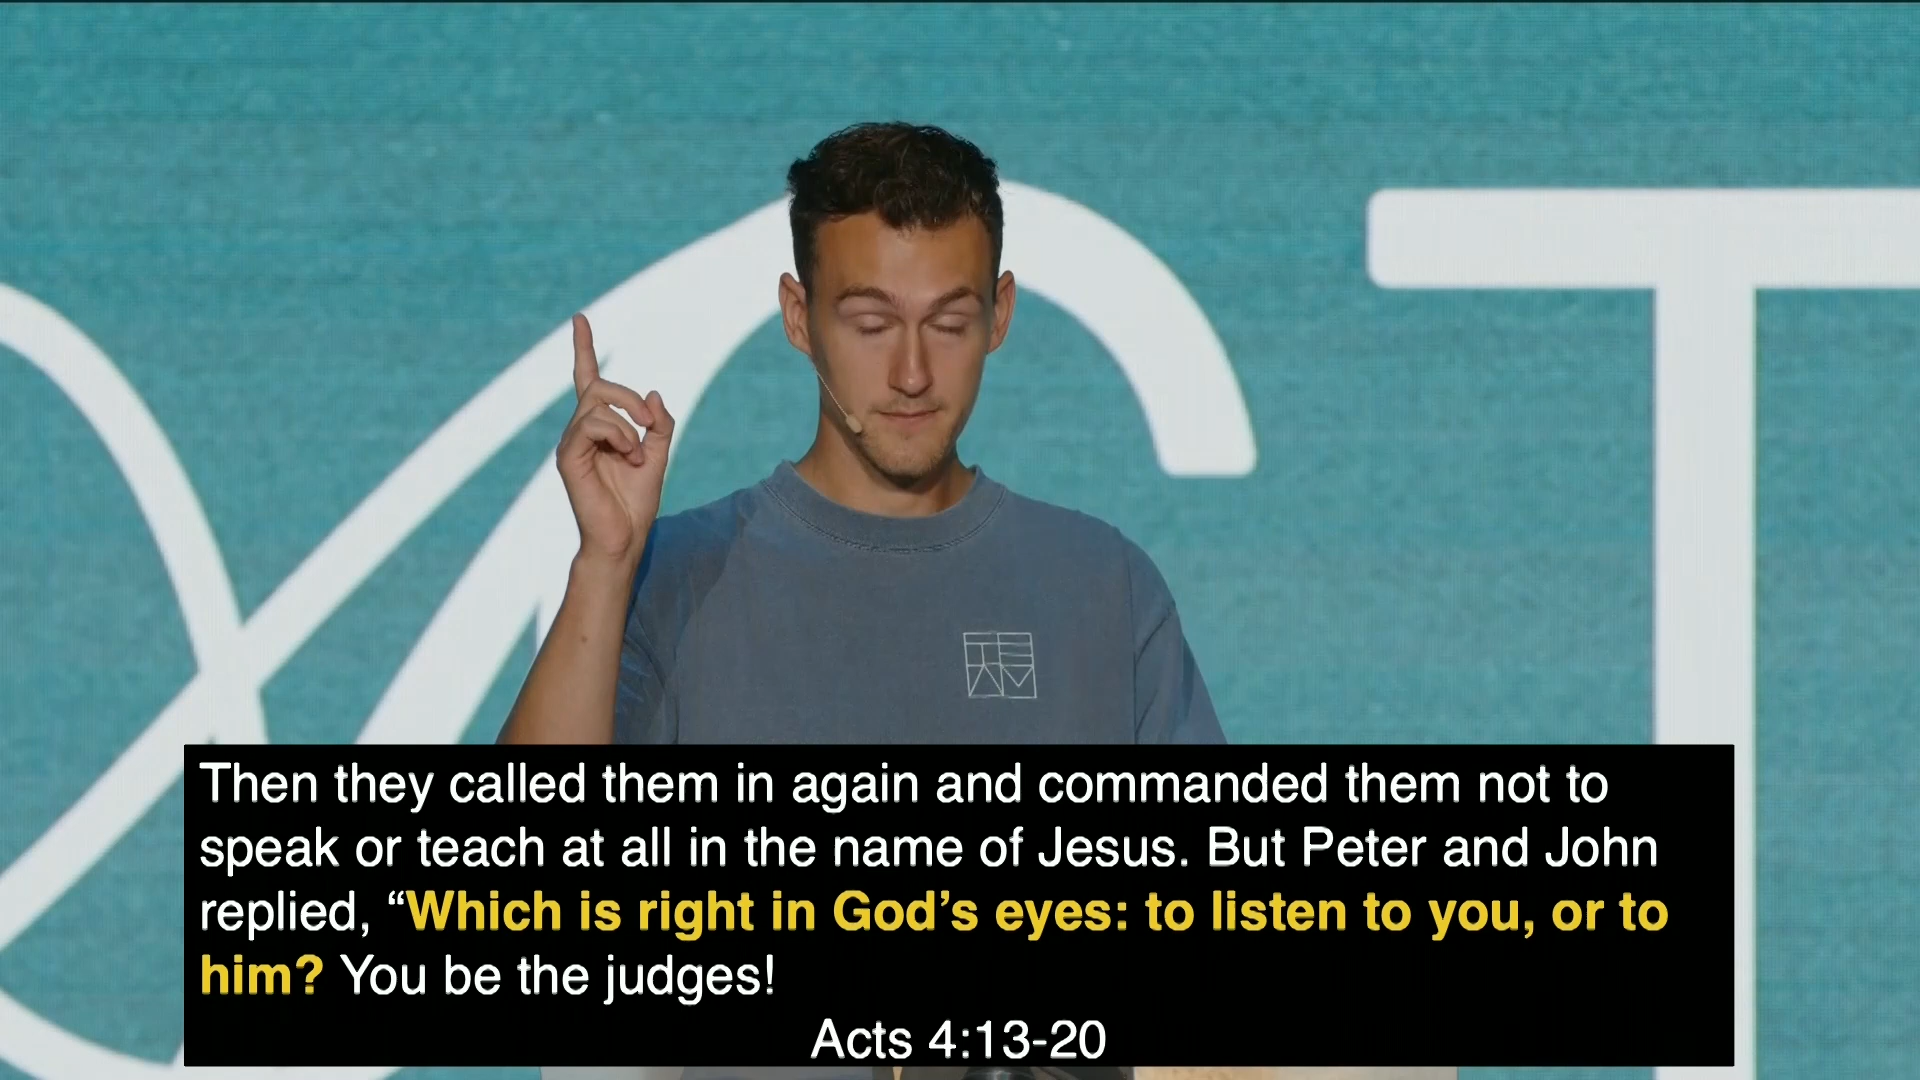 ACT
Then they called them in again and commanded them not to
speak or teach at all in the name of Jesus. But Peter and John
replied, “Which is right in God’s eyes: to listen to you, or to
him? You be the judges!
Acts 4:13-20